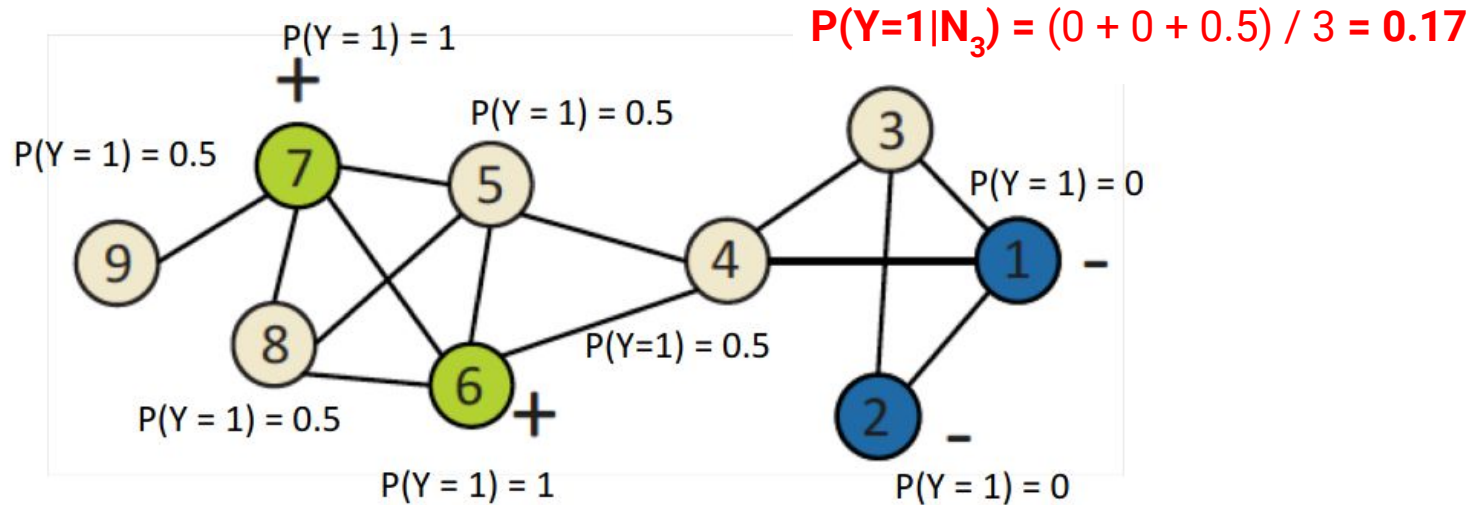 P(Y=1|N3) = (0 + 0 + 0.5) / 3 = 0.17
P(Y = 1) = 1
+
P(Y = 1) = 0.5
P(Y = 1) = 0.5
7
5
3
P(Y = 1) = 0
9
4
1
-
8
P(Y=1) = 0.5
6
+
2
-
P(Y = 1) = 0.5
P(Y = 1) = 1
P(Y = 1) = 0